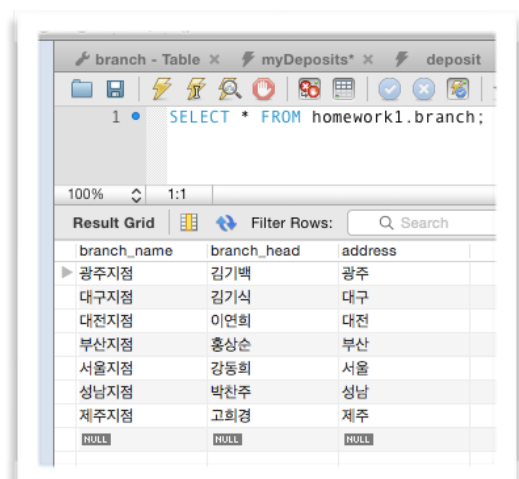 branch - Table × myDeposits* × deposit
1 SELECT * FROM homework1.branch;
100% 1:1
Result Grid Filter Rows: Search
branch_name branch_head address
광주지점 김기백 광주
대구지점 김기식 대구
대전지점 이연희 대전
부산지점 홍상순 부산
서울지점 강동희 서울
성남지점 박찬주 성남
제주지점 고희경 제주
NULL NULL NULL